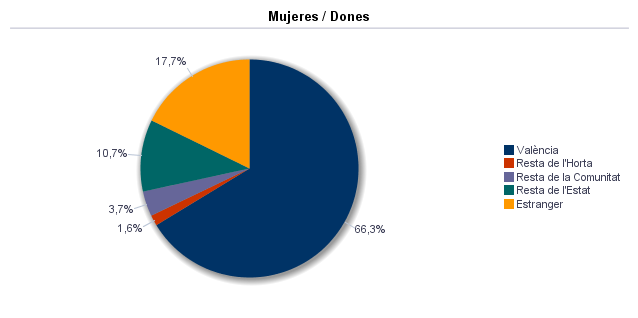 Mujeres / Dones
17,7%
10,7%
3,7%
1,6%
66,3%
València
Resta de l'Horta
Resta de la Comunitat
Resta de l'Estat
Estranger